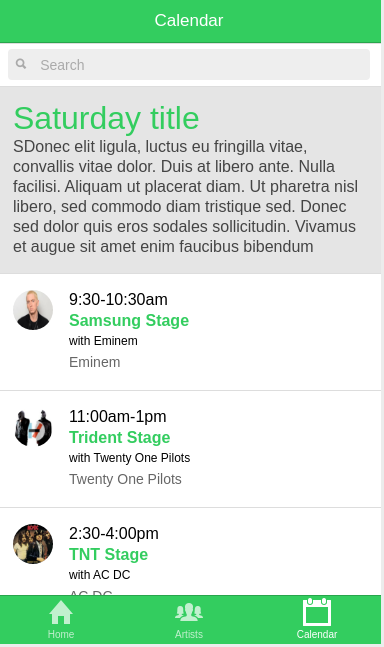 Calendar
Search
Saturday title
SDonec elit ligula, luctus eu fringilla vitae,
convallis vitae dolor. Duis at libero ante. Nulla
facilisi. Aliquam ut placerat diam. Ut pharetra nisl
libero, sed commodo diam tristique sed. Donec
sed dolor quis eros sodales sollicitudin. Vivamus
et augue sit amet enim faucibus bibendum
9:30-10:30am
Samsung Stage
with Eminem
Eminem
11:00am-1pm
Trident Stage
with Twenty One Pilots
Twenty One Pilots
2:30-4:00pm
TNT Stage
with AC DC
AC DC
Home
Artists
Calendar